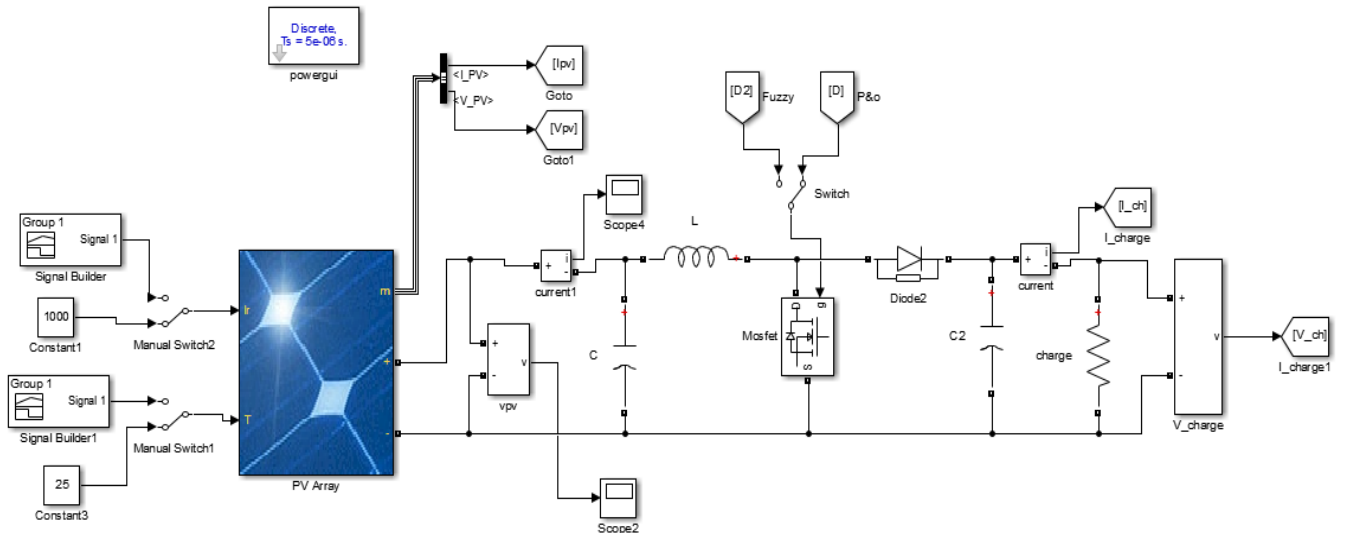 Discrete,
Ts = 5e-06 s.
powergui
<I_PV>
<V_PV>
[Ipv]
Goto
[Vpv]
Goto1
[D2]
Fuzzy
[D]
P&o
Switch
Scope4
[I_ch]
I_charge
Group 1
Signal 1
Signal Builder
1000
Constant1
Manual Switch2
Group 1
Signal 1
Signal Builder1
Manual Switch1
25
Constant3
Ir
T
m
+
-
PV Array
+
-
v
vpv
Scope2
+
i
-
current1
C
L
D
g
S
Mosfet
Diode2
C2
+
i
-
current
charge
+
-
v
V_charge
[V_ch]
I_charge1